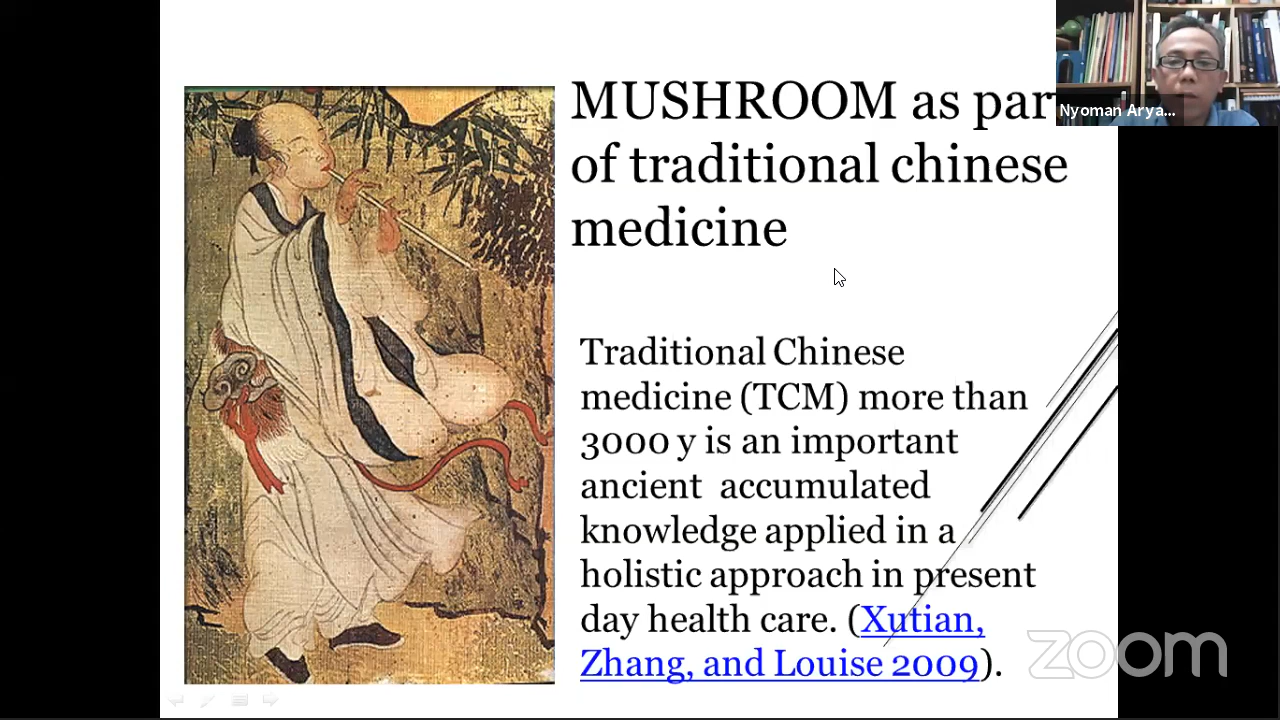 MUSHROOM as par
of traditional chinese
medicine
Nyoman Arya...
Traditional Chinese
medicine (TCM) more than
3000 y is an important
ancient accumulated
knowledge applied in a
holistic approach in present
day health care. (Xutian,
Zhang, and Louise 2009).
zoom